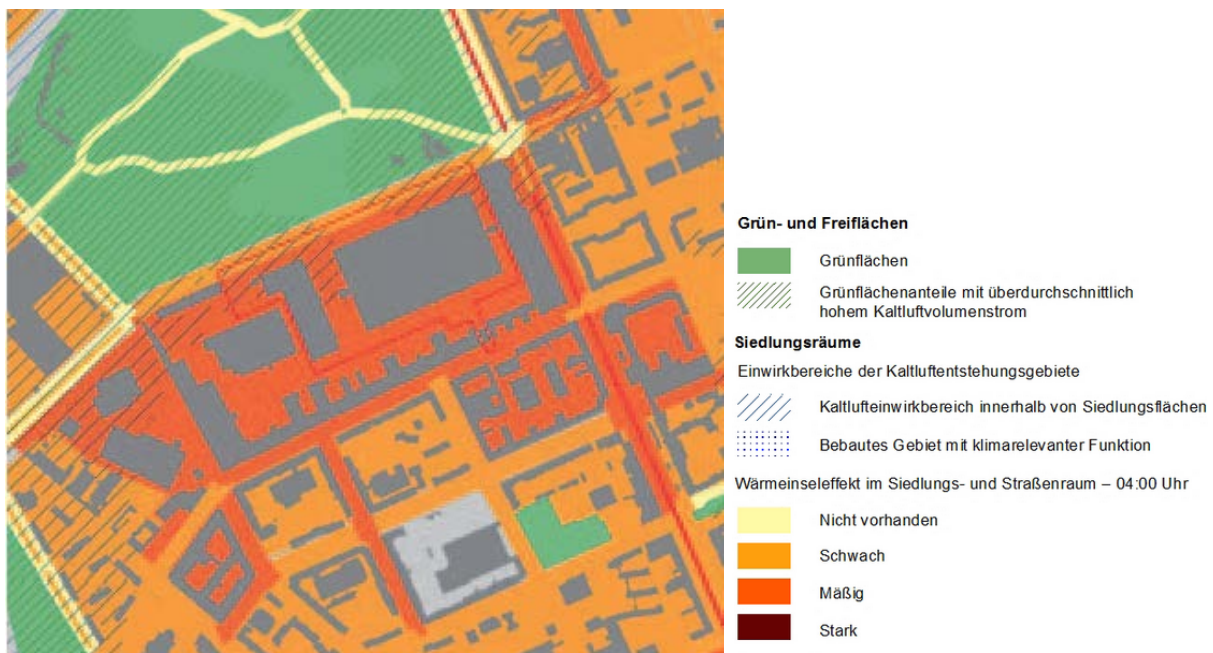 Grün- und Freiflächen
Grünflächen
Grünflächenanteile mit überdurchschnittlich
hohem Kaltluftvolumenstrom
Siedlungsräume
Einwirkbereiche der Kaltluftentstehungsgebiete
Kaltlufteinwirkbereich innerhalb von Siedlungsflächen
Bebautes Gebiet mit klimarelevanter Funktion
Wärmeinseleffekt im Siedlungs- und Straßenraum – 04:00 Uhr
Nicht vorhanden
Schwach
Mäßig
Stark